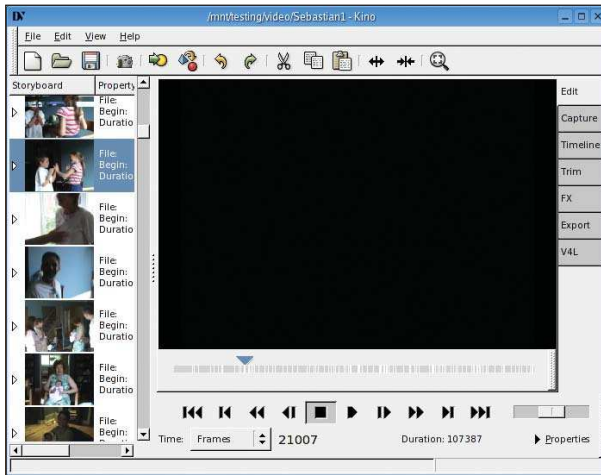 DV /mnt/testing/video/Sebastian1 - Kino
File Edit View Help
Storyboard Property
File:
Begin:
Duratio
File:
Begin:
Duratio
File:
Begin:
Duratio
File:
Begin:
Duratio
File:
Begin:
Duratio
File:
Begin:
Duratio
File:
Begin:
Duratio
Edit
Capture
Timeline
Trim
FX
Export
V4L
Time: Frames 21007 Duration: 107387 Properties